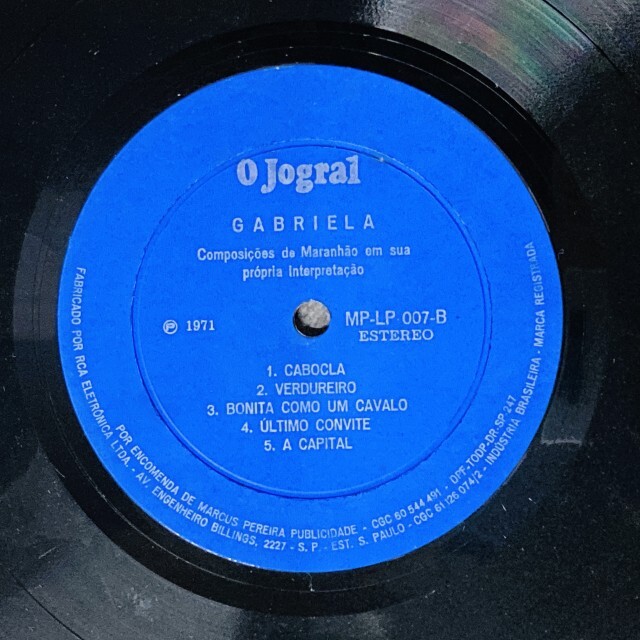 O Jogral
GABRIELA
Composições de Maranhão em sua
própria interpretação
℗ 1971
MP-LP 007-B
ESTEREO
1. CABOCLA
2. VERDUREIRO
3. BONITA COMO UM CAVALO
4. ÚLTIMO CONVITE
5. A CAPITAL
POR ENCOMENDA DE MARCUS PEREIRA PUBLICIDADE - CGC 60 544 491 - D/F-TODP-DC-SP 247
FABRICADO POR RCA ELETRÔNICA LTDA. - AV. ENGENHEIRO BILLINGS, 2227 - S. P. - EST. S. PAULO - CGC 61 126 074/2 - INDÚSTRIA BRASILEIRA - MARCA REGISTRADA